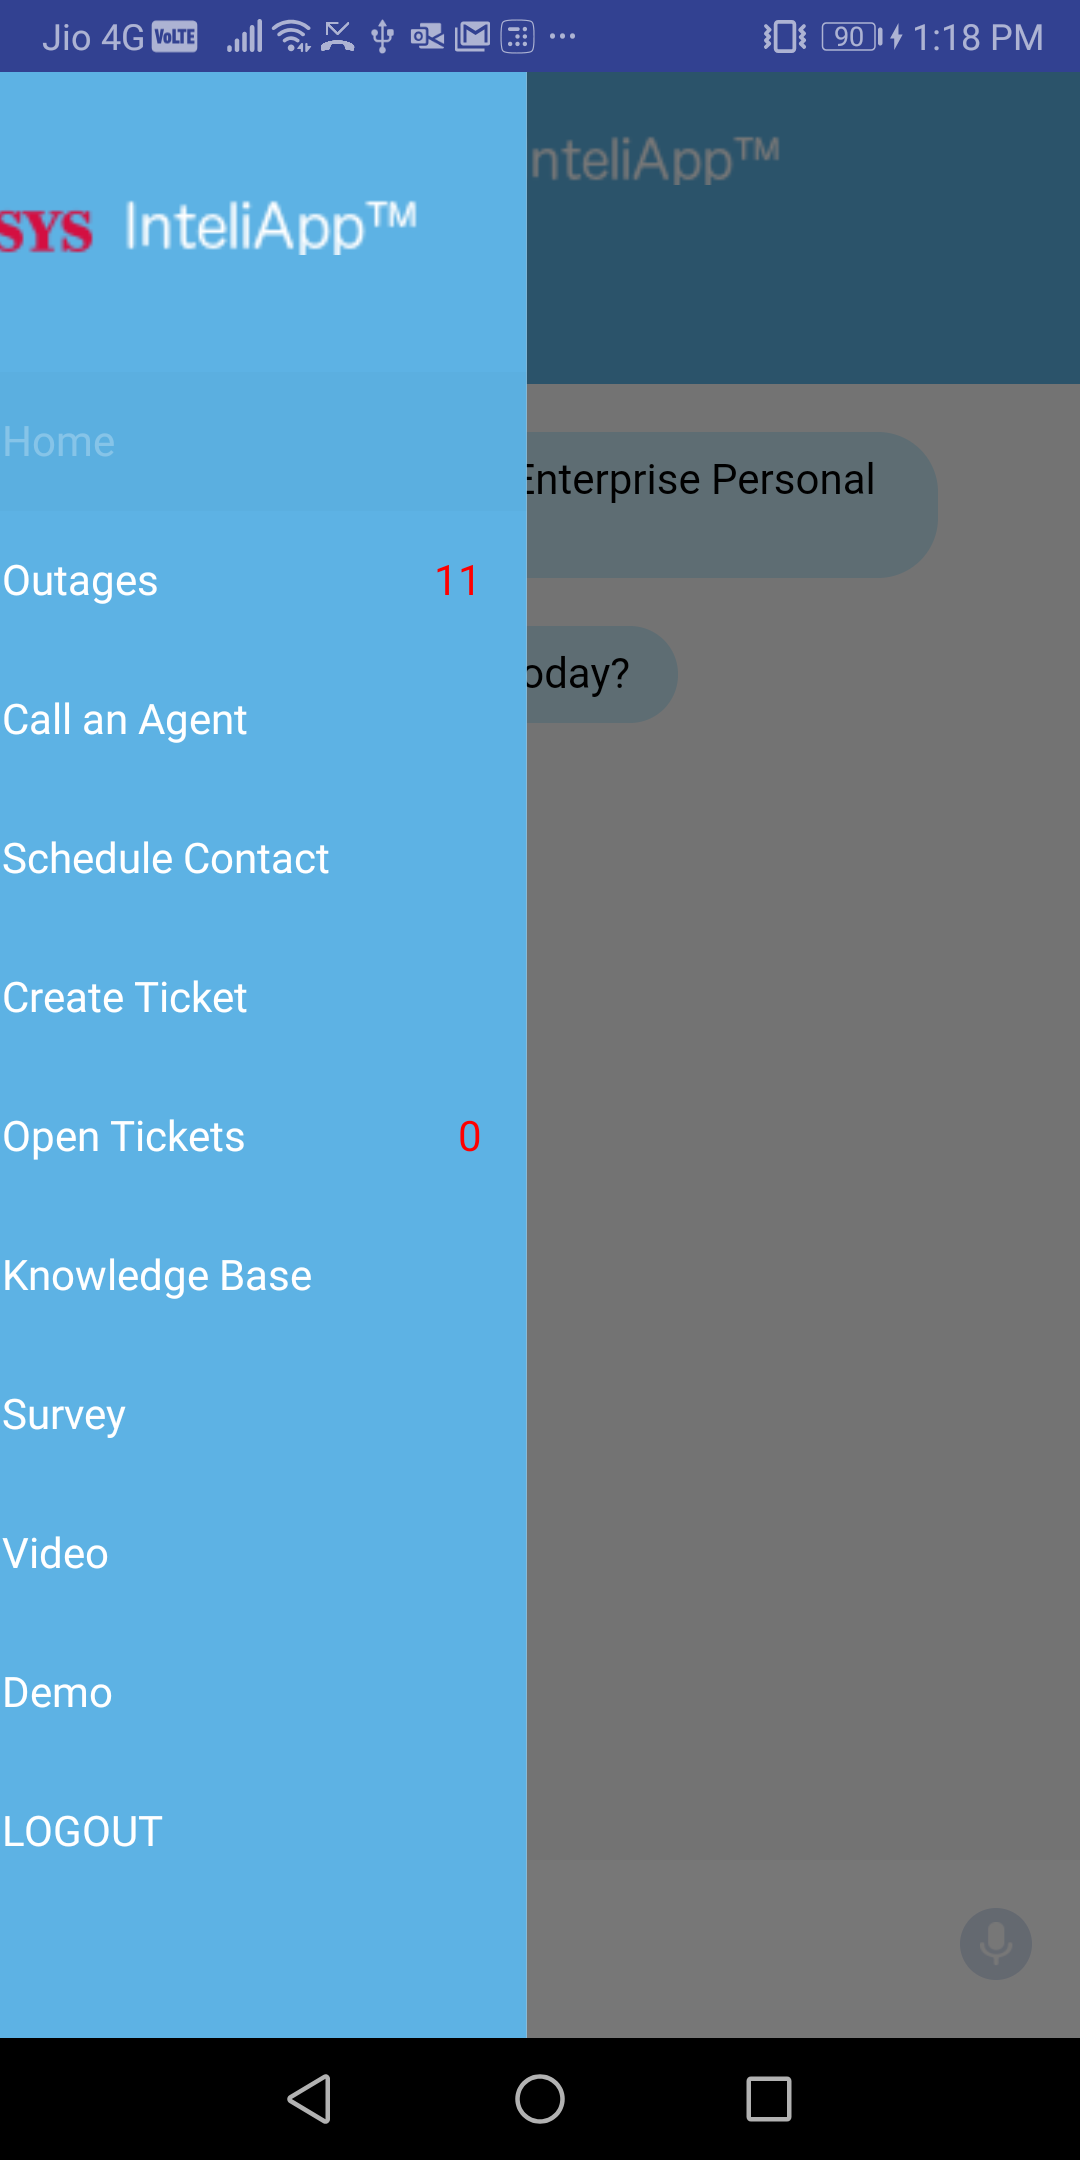 Jio 4G VoLTE 90 1:18 PM
nteliApp™
SYS InteliApp™
Home
Enterprise Personal
Outages 11
oday?
Call an Agent
Schedule Contact
Create Ticket
Open Tickets 0
Knowledge Base
Survey
Video
Demo
LOGOUT